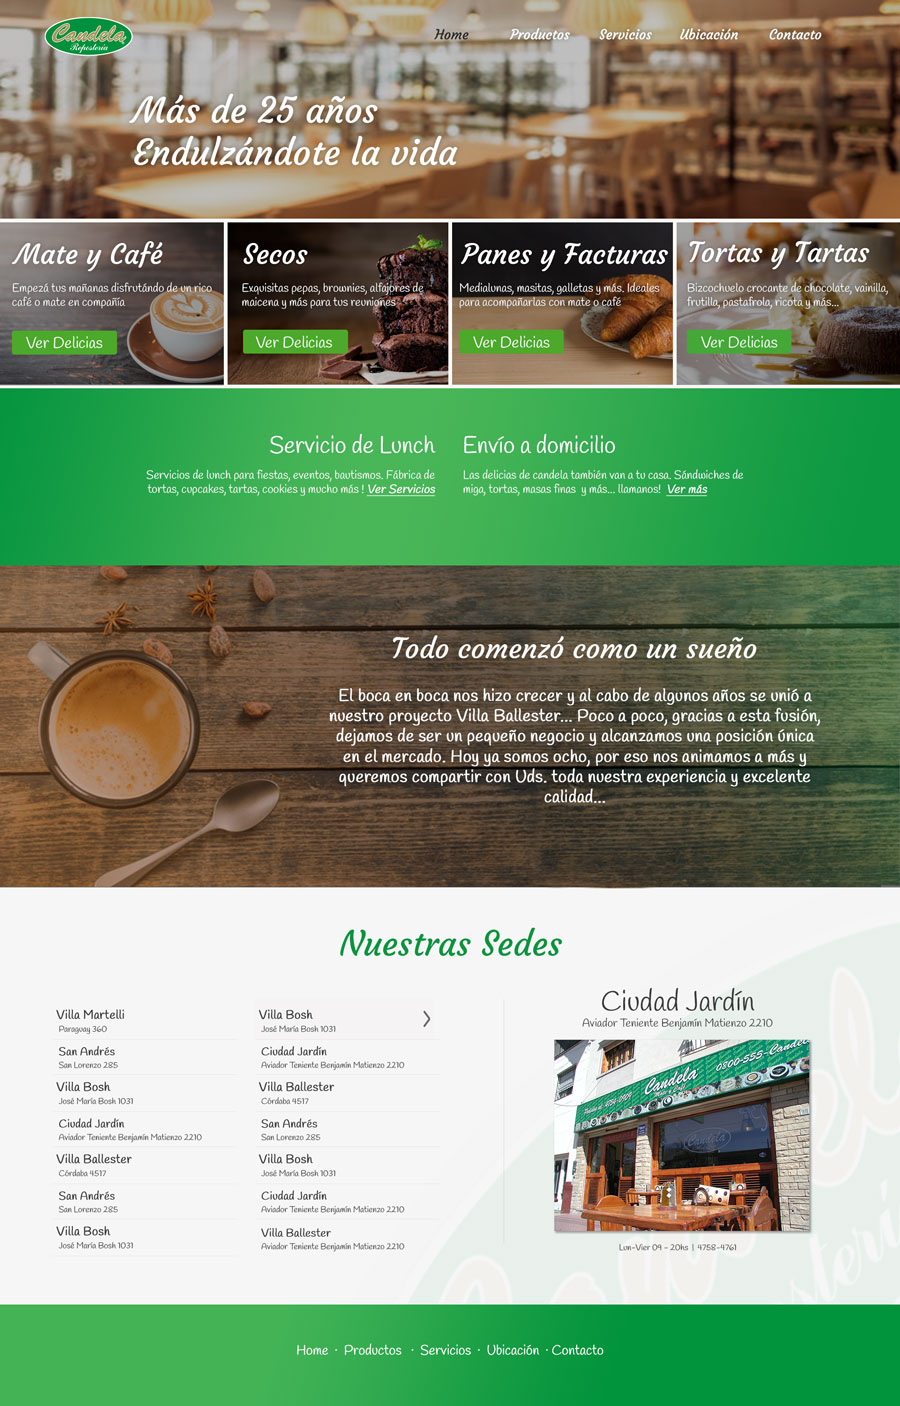 Candela
Repostería
Home Productos Servicios Ubicación Contacto
Más de 25 años
Endulzándote la vida
Mate y Café
Empezá tus mañanas disfrutándo de un rico
café o mate en compañía
Ver Delicias
Secos
Exquisitas pepas, brownies, alfajores de
maicena y más para tus reuniones
Ver Delicias
Panes y Facturas
Medialunas, masitas, galletas y más. Ideales
para acompañarlas con mate o café
Ver Delicias
Tortas y Tartas
Bizcochuelo crocante de chocolate, vainilla,
frutilla, pastafrola, ricota y más...
Ver Delicias
Servicio de Lunch
Servicios de lunch para fiestas, eventos, bautismos. Fábrica de
tortas, cupcakes, tartas, cookies y mucho más ! Ver Servicios
Envío a domicilio
Las delicias de candela también van a tu casa. Sándwiches de
miga, tortas, masas finas y más... llamanos! Ver más
Todo comenzó como un sueño
El boca en boca nos hizo crecer y al cabo de algunos años se unió a
nuestro proyecto Villa Ballester... Poco a poco, gracias a esta fusión,
dejamos de ser un pequeño negocio y alcanzamos una posición única
en el mercado. Hoy ya somos ocho, por eso nos animamos a más y
queremos compartir con Uds. toda nuestra experiencia y excelente
calidad...
Nuestras Sedes
Villa Martelli
Paraguay 360
San Andrés
San Lorenzo 285
Villa Bosh
José María Bosh 1031
Ciudad Jardín
Aviador Teniente Benjamín Matienzo 2210
Villa Ballester
Córdaba 4517
San Andrés
San Lorenzo 285
Villa Bosh
José María Bosh 1031
Villa Bosh
José María Bosh 1031
Ciudad Jardín
Aviador Teniente Benjamín Matienzo 2210
Villa Ballester
Córdaba 4517
San Andrés
San Lorenzo 285
Villa Bosh
José María Bosh 1031
Ciudad Jardín
Aviador Teniente Benjamín Matienzo 2210
Villa Ballester
Aviador Teniente Benjamín Matienzo 2210
Ciudad Jardín
Aviador Teniente Benjamín Matienzo 2210
Candela
0800-555-Candel
Candela
Lun-Vier 09 - 20hs | 4758-4761
Home · Productos · Servicios · Ubicación · Contacto